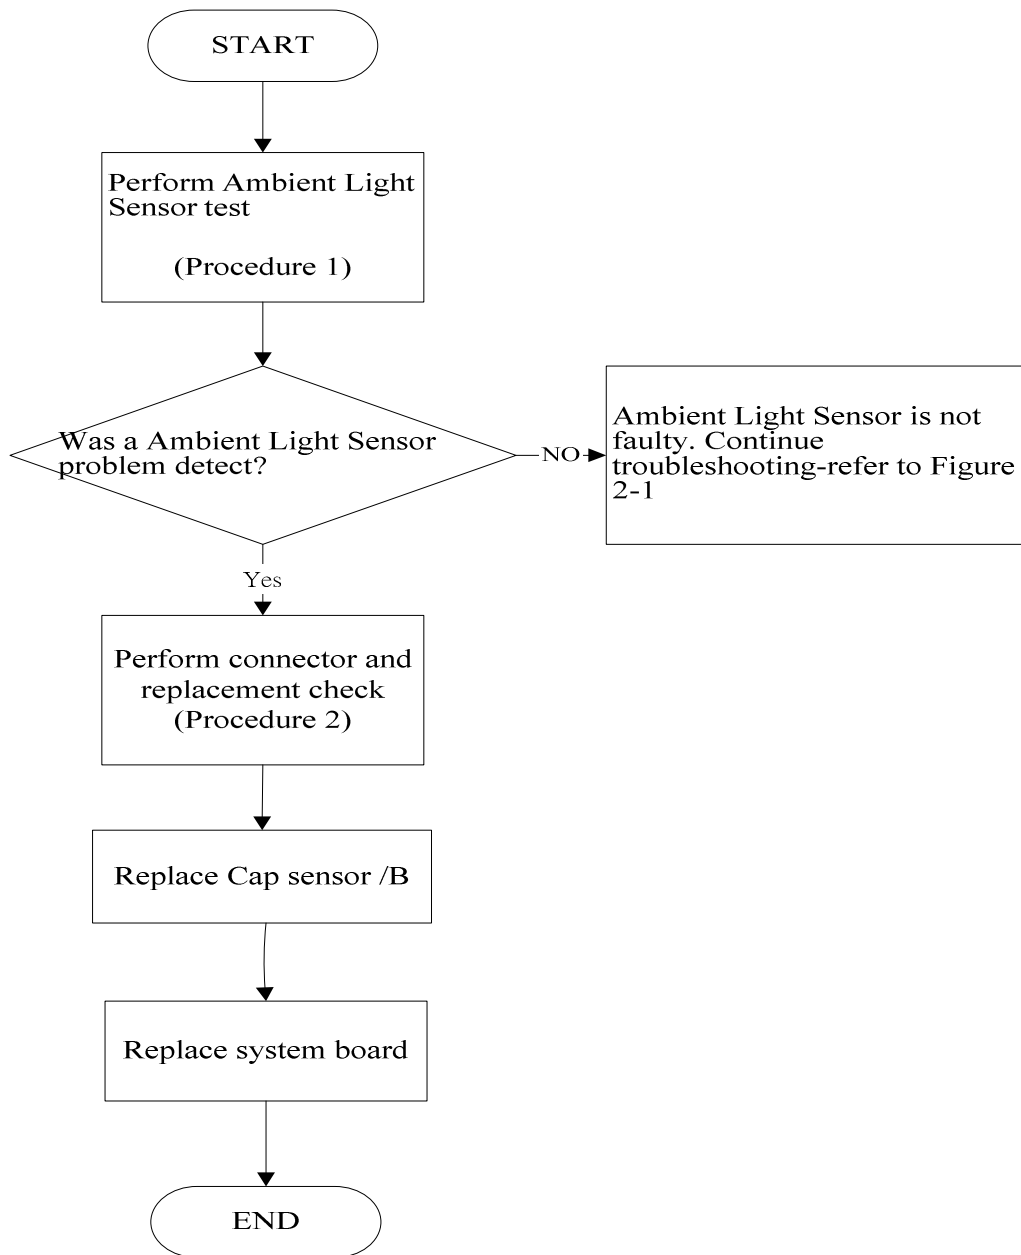 START
Perform Ambient Light
Sensor test
(Procedure 1)
Was a Ambient Light Sensor
problem detect?
NO
Ambient Light Sensor is not
faulty. Continue
troubleshooting-refer to Figure
2-1
Yes
Perform connector and
replacement check
(Procedure 2)
Replace Cap sensor /B
Replace system board
END